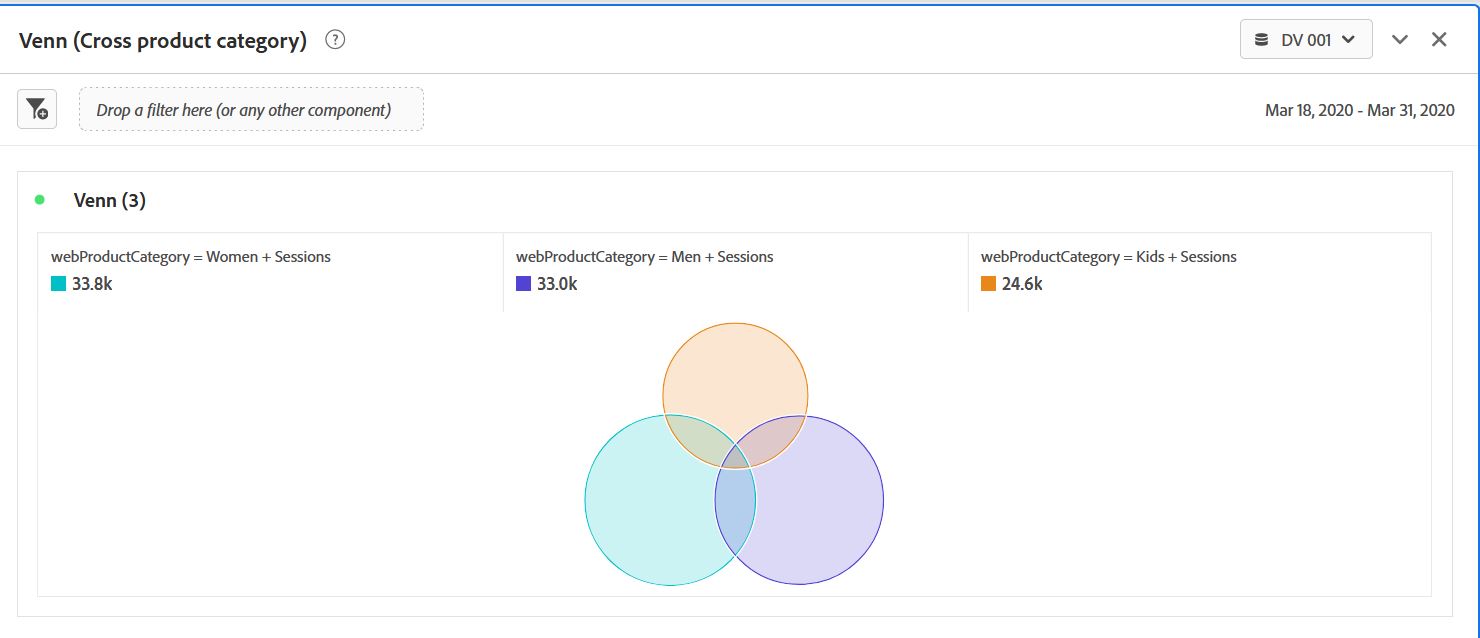 Venn (Cross product category) ?
DV 001
Drop a filter here (or any other component)
Mar 18, 2020 - Mar 31, 2020
Venn (3)
webProductCategory = Women + Sessions
33.8k
webProductCategory = Men + Sessions
33.0k
webProductCategory = Kids + Sessions
24.6k